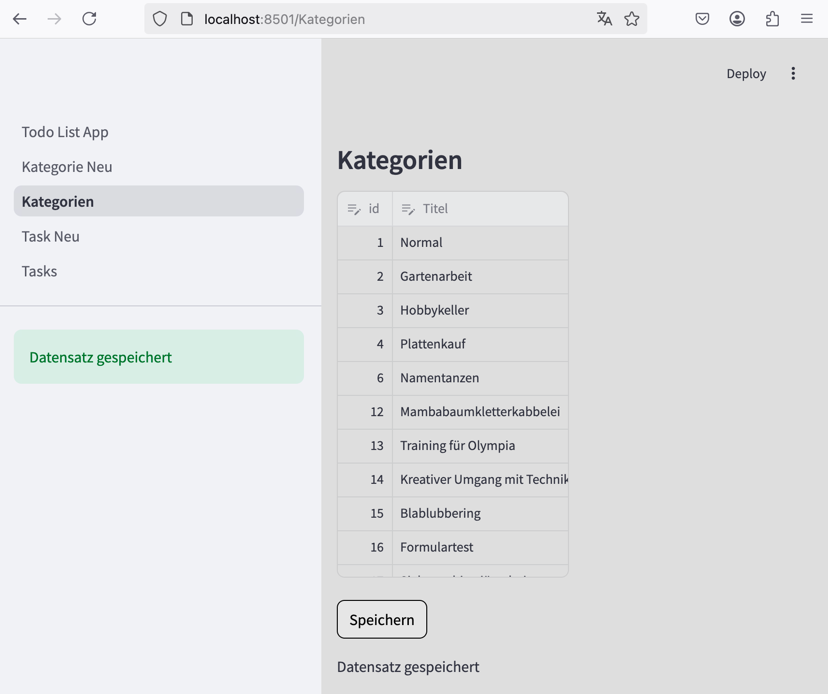 localhost:8501/Kategorien
Deploy
Todo List App
Kategorie Neu
Kategorien
Task Neu
Tasks
Datensatz gespeichert
Kategorien
id Titel
1 Normal
2 Gartenarbeit
3 Hobbykeller
4 Plattenkauf
6 Namentanzen
12 Mambabaumkletterkabbelei
13 Training für Olympia
14 Kreativer Umgang mit Technik
15 Blablubbering
16 Formulartest
Speichern
Datensatz gespeichert